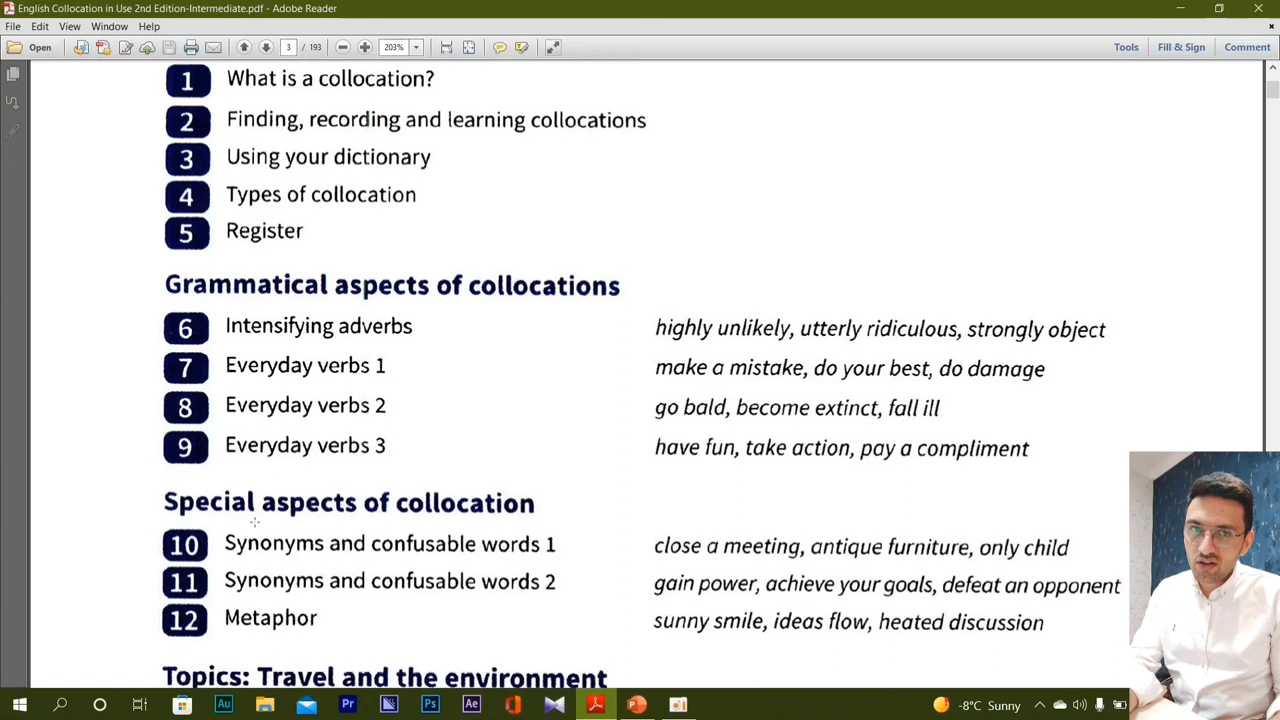 English Collocation in Use 2nd Edition-Intermediate.pdf - Adobe Reader
File Edit View Window Help
Open 3 / 193 203% Tools Fill & Sign Comment
1 What is a collocation?
2 Finding, recording and learning collocations
3 Using your dictionary
4 Types of collocation
5 Register
Grammatical aspects of collocations
6 Intensifying adverbs highly unlikely, utterly ridiculous, strongly object
7 Everyday verbs 1 make a mistake, do your best, do damage
8 Everyday verbs 2 go bald, become extinct, fall ill
9 Everyday verbs 3 have fun, take action, pay a compliment
Special aspects of collocation
10 Synonyms and confusable words 1 close a meeting, antique furniture, only child
11 Synonyms and confusable words 2 gain power, achieve your goals, defeat an opponent
12 Metaphor sunny smile, ideas flow, heated discussion
Topics: Travel and the environment
Au Pr Ps Ae -8°C Sunny